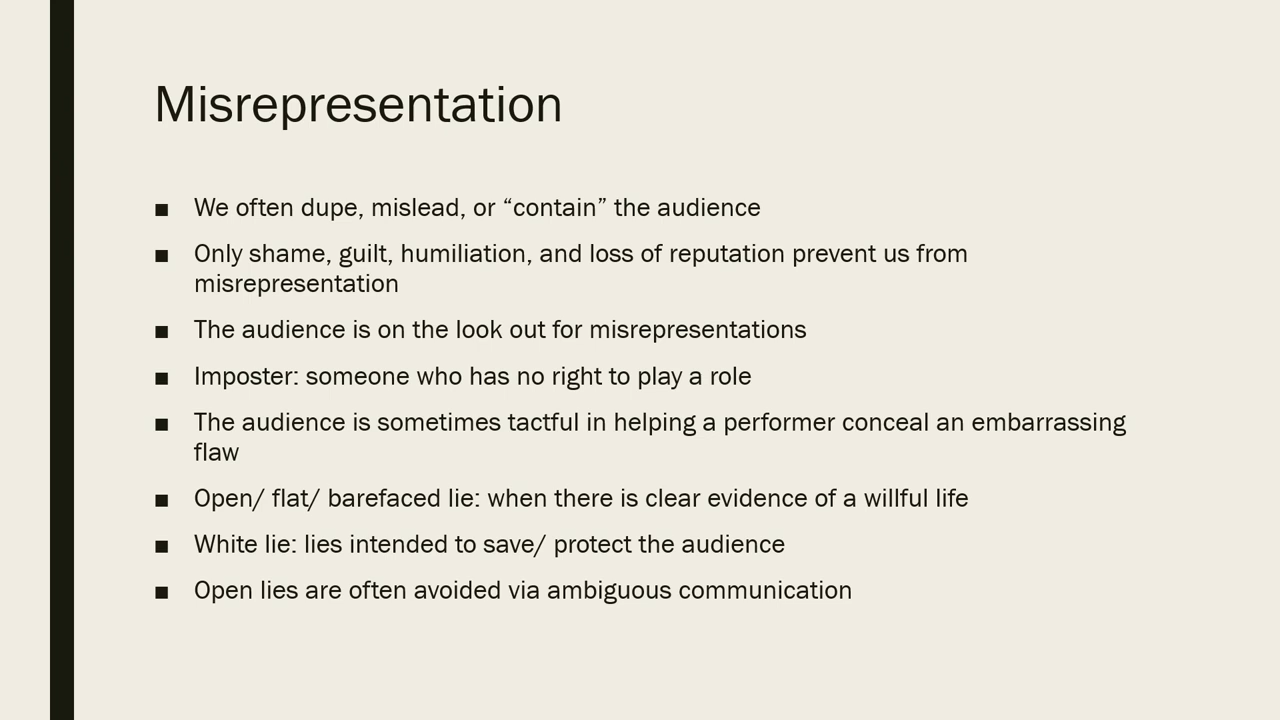 Misrepresentation
■ We often dupe, mislead, or “contain” the audience
■ Only shame, guilt, humiliation, and loss of reputation prevent us from
misrepresentation
■ The audience is on the look out for misrepresentations
■ Imposter: someone who has no right to play a role
■ The audience is sometimes tactful in helping a performer conceal an embarrassing
flaw
■ Open/ flat/ barefaced lie: when there is clear evidence of a willful life
■ White lie: lies intended to save/ protect the audience
■ Open lies are often avoided via ambiguous communication